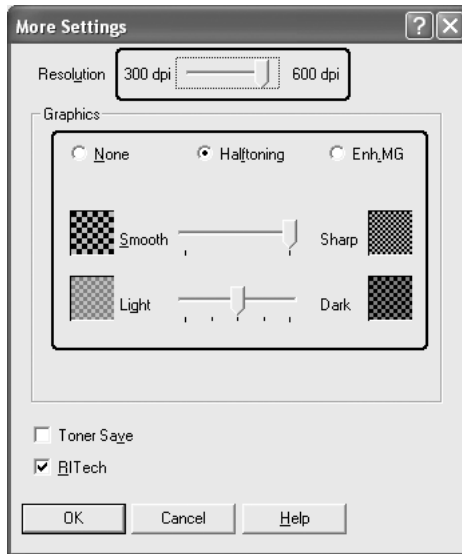 More Settings
Resolution 300 dpi 600 dpi
Graphics
None Halftoning Enh.MG
Smooth Sharp
Light Dark
Toner Save
RITech
OK Cancel Help